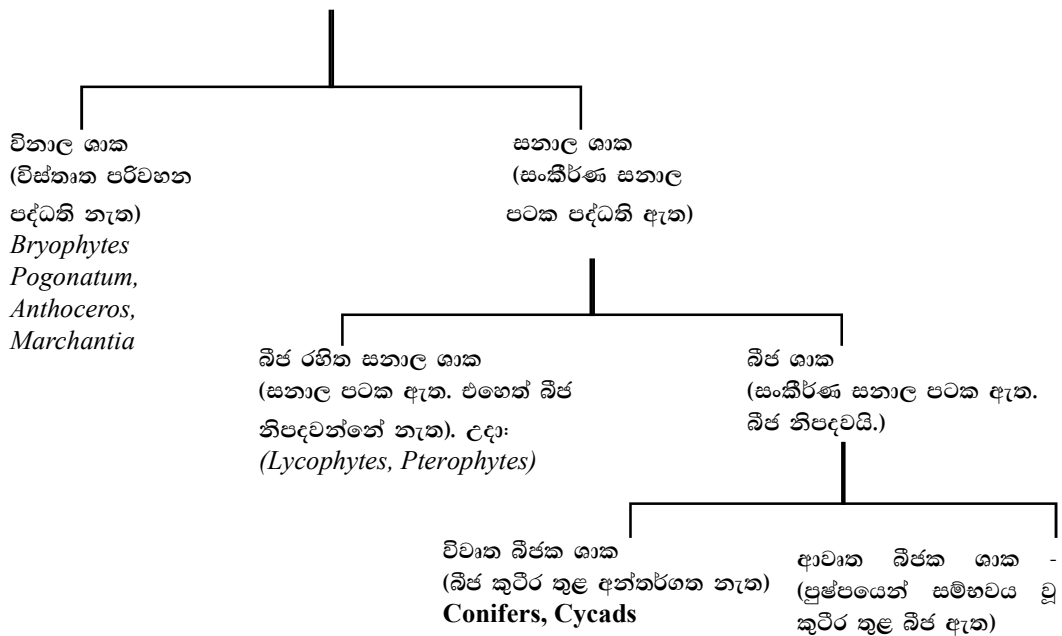 විනාල ශාක
(විස්තෘත පරිවහන
පද්ධති නැත)
Bryophytes
Pogonatum,
Anthoceros,
Marchantia
සනාල ශාක
(සංකීර්ණ සනාල
පටක පද්ධති ඇත)
බීජ රහිත සනාල ශාක
(සනාල පටක ඇත. එහෙත් බීජ
නිපදවන්නේ නැත). උදා:
(Lycophytes, Pterophytes)
බීජ ශාක
(සංකීර්ණ සනාල පටක ඇත.
බීජ නිපදවයි.)
විවෘත බීජක ශාක
(බීජ කුටීර තුළ අන්තර්ගත නැත)
Conifers, Cycads
ආවෘත බීජක ශාක -
(පුෂ්පයෙන් සම්භවය වූ
කුටීර තුළ බීජ ඇත)